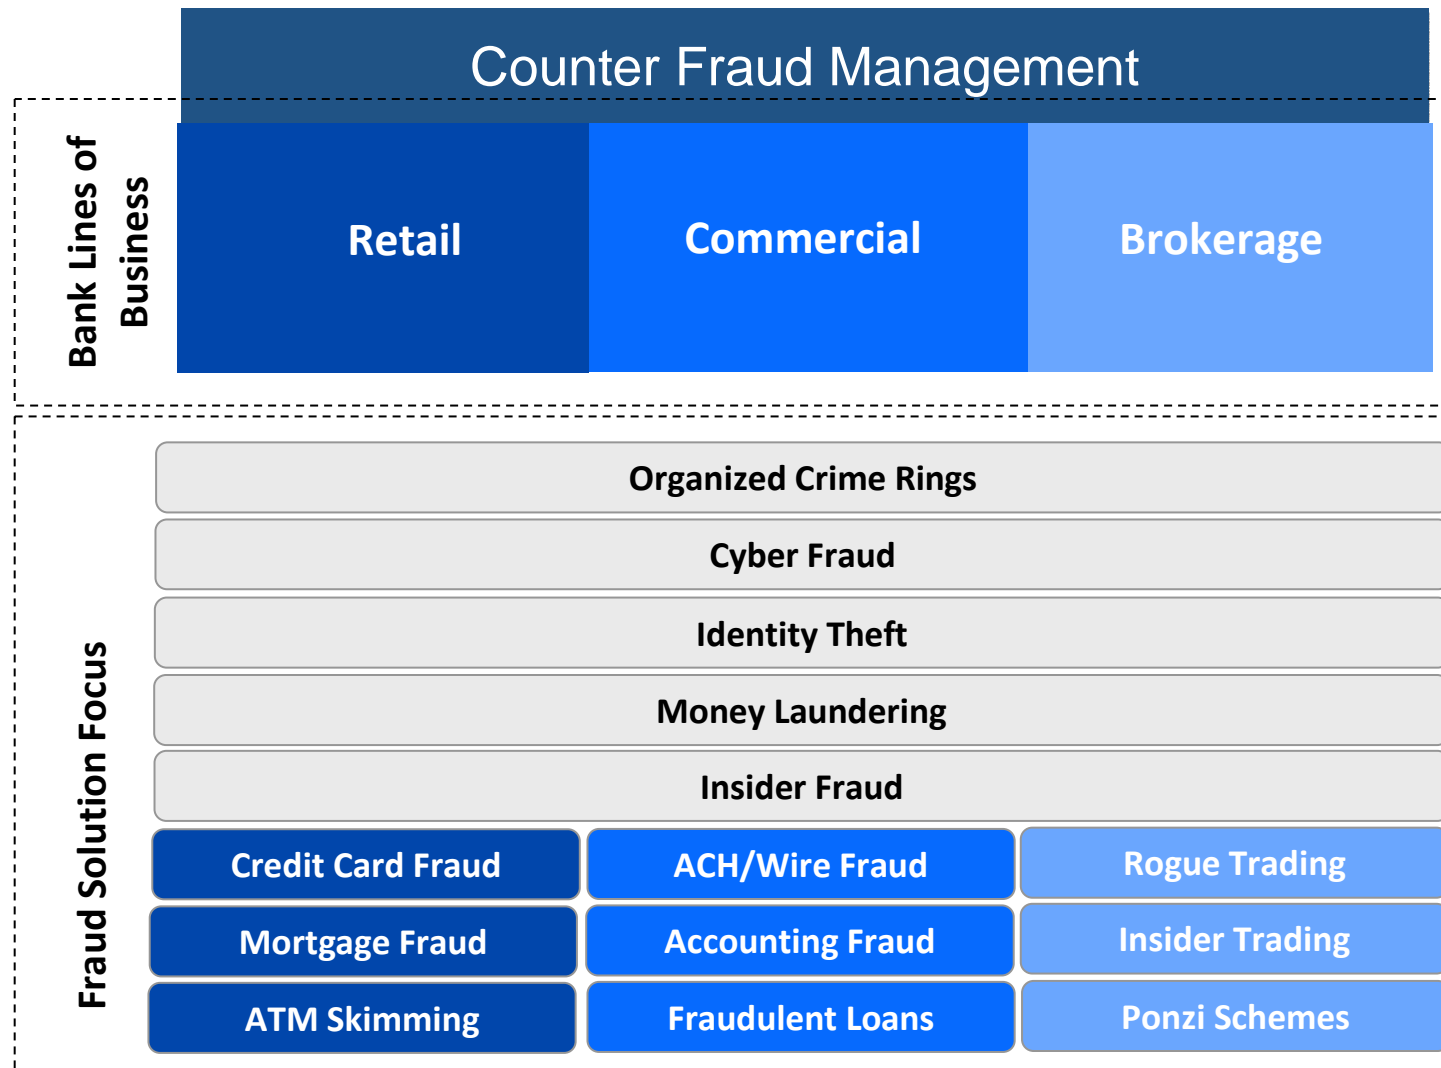 Counter Fraud Management
Bank Lines of
Business
Retail
Commercial
Brokerage
Fraud Solution Focus
Organized Crime Rings
Cyber Fraud
Identity Theft
Money Laundering
Insider Fraud
Credit Card Fraud
ACH/Wire Fraud
Rogue Trading
Mortgage Fraud
Accounting Fraud
Insider Trading
ATM Skimming
Fraudulent Loans
Ponzi Schemes